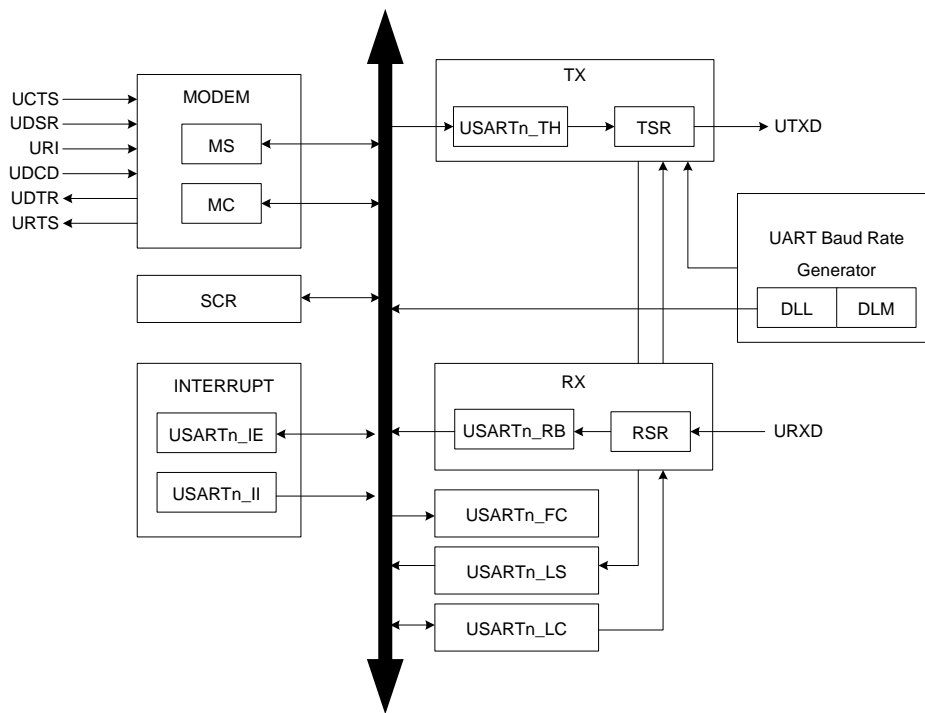 UCTS
UDSR
URI
UDCD
UDTR
URTS
MODEM
MS
MC
SCR
INTERRUPT
USARTn_IE
USARTn_II
TX
USARTn_TH
TSR
UTXD
UART Baud Rate
Generator
DLL
DLM
RX
USARTn_RB
RSR
URXD
USARTn_FC
USARTn_LS
USARTn_LC